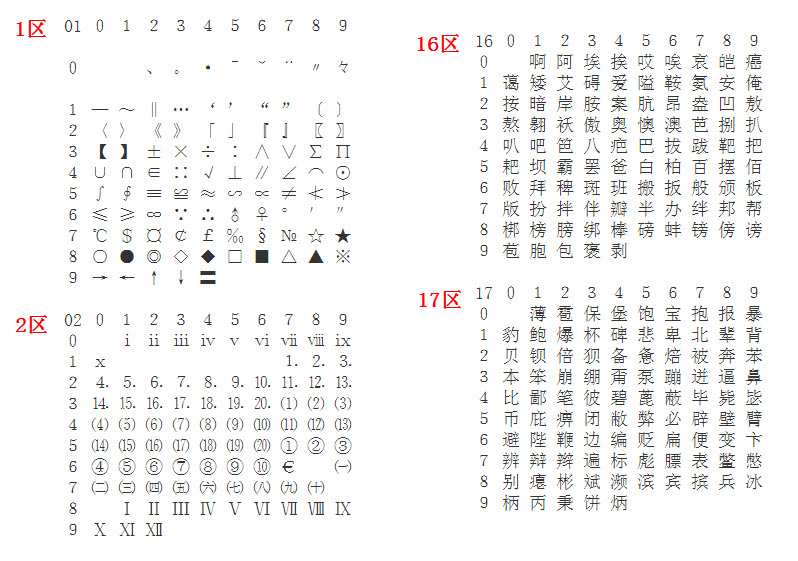 1区 01 0 1 2 3 4 5 6 7 8 9
0 、 。 · ˉ ˇ ¨ 〃 々
1 — ～ ‖ … ‘ ’ “ ” 〔 〕
2 〈 〉 《 》 「 」 『 』 〖 〗
3 【 】 ± × ÷ ∶ ∧ ∨ ∑ ∏
4 ∪ ∩ ∈ ∷ √ ⊥ ∥ ∠ ⌒ ⊙
5 ∫ ∮ ≡ ≌ ≈ ∽ ∝ ≠ ≮ ≯
6 ≤ ≥ ∞ ∵ ∴ ♂ ♀ ° ′ ″
7 ℃ $ ¤ ￠ ￡ ‰ § № ☆ ★
8 ○ ● ◎ ◇ ◆ □ ■ △ ▲ ※
9 → ← ↑ ↓ 〓
2区 02 0 1 2 3 4 5 6 7 8 9
0 ⅰ ⅱ ⅲ ⅳ ⅴ ⅵ ⅶ ⅷ ⅸ
1 ⅹ ⒈ ⒉ ⒊
2 ⒋ ⒌ ⒍ ⒎ ⒏ ⒐ ⒑ ⒒ ⒓ ⒔
3 ⒕ ⒖ ⒗ ⒘ ⒙ ⒚ ⒛ ⑴ ⑵ ⑶
4 ⑷ ⑸ ⑹ ⑺ ⑻ ⑼ ⑽ ⑾ ⑿ ⒀
5 ⒁ ⒂ ⒃ ⒄ ⒅ ⒆ ⒇ ① ② ③
6 ④ ⑤ ⑥ ⑦ ⑧ ⑨ ⑩ € ㈠
7 ㈡ ㈢ ㈣ ㈤ ㈥ ㈦ ㈧ ㈨ ㈩
8 Ⅰ Ⅱ Ⅲ Ⅳ Ⅴ Ⅵ Ⅶ Ⅷ Ⅸ
9 Ⅹ Ⅺ Ⅻ
16区 16 0 1 2 3 4 5 6 7 8 9
0 啊 阿 埃 挨 哎 唉 哀 皑 癌
1 蔼 矮 艾 碍 爱 隘 鞍 氨 安 俺
2 按 暗 岸 胺 案 肮 昂 盎 凹 敖
3 熬 翱 袄 傲 奥 懊 澳 芭 捌 扒
4 叭 吧 笆 八 疤 巴 拔 跋 靶 把
5 耙 坝 霸 罢 爸 白 柏 百 摆 佰
6 败 拜 稗 斑 班 搬 扳 般 颁 板
7 版 扮 拌 伴 瓣 半 办 绊 邦 帮
8 梆 榜 膀 绑 棒 磅 蚌 镑 傍 谤
9 苞 胞 包 褒 剥
17区 17 0 1 2 3 4 5 6 7 8 9
0 薄 雹 保 堡 饱 宝 抱 报 暴
1 豹 鲍 爆 杯 碑 悲 卑 北 辈 背
2 贝 钡 倍 狈 备 惫 焙 被 奔 苯
3 本 笨 崩 绷 甭 泵 蹦 迸 逼 鼻
4 比 鄙 笔 彼 碧 蓖 蔽 毕 毙 毖
5 币 庇 痹 闭 敝 弊 必 辟 壁 臂
6 避 陛 鞭 边 编 贬 扁 便 变 卞
7 辨 辩 辫 遍 标 彪 膘 表 鳖 憋
8 别 瘪 彬 斌 濒 滨 宾 摈 兵 冰
9 柄 丙 秉 饼 炳